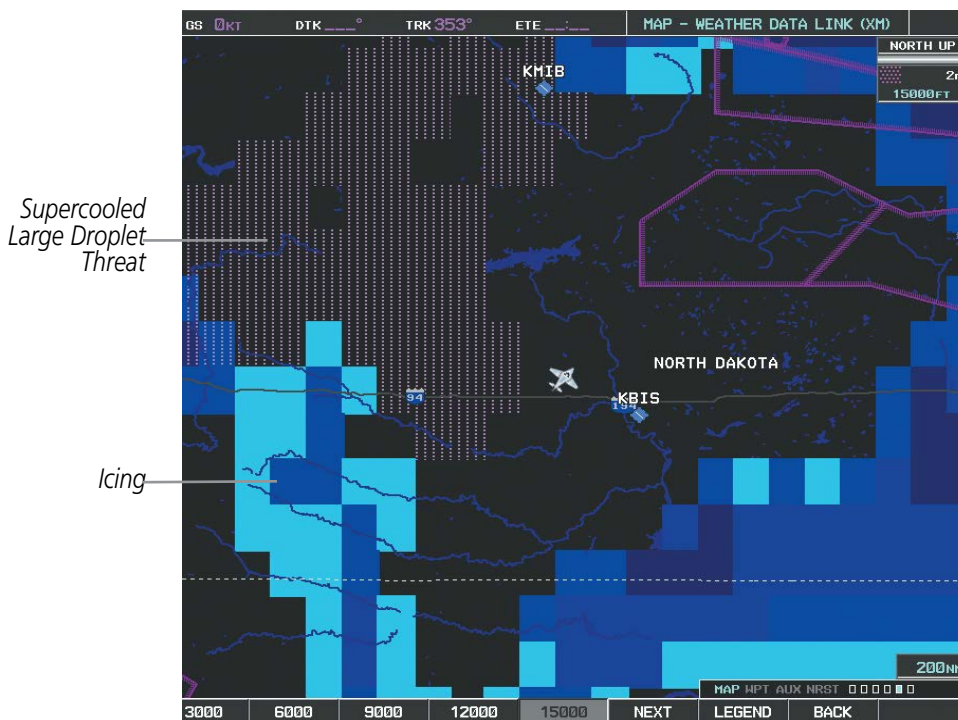 GS 0KT DTK ___° TRK 353° ETE __:__ MAP - WEATHER DATA LINK (XM)
NORTH UP
15000FT
KMIB
Supercooled
Large Droplet
Threat
NORTH DAKOTA
94
194
KBIS
Icing
200NM
MAP WPT AUX NRST
3000 6000 9000 12000 15000 NEXT LEGEND BACK